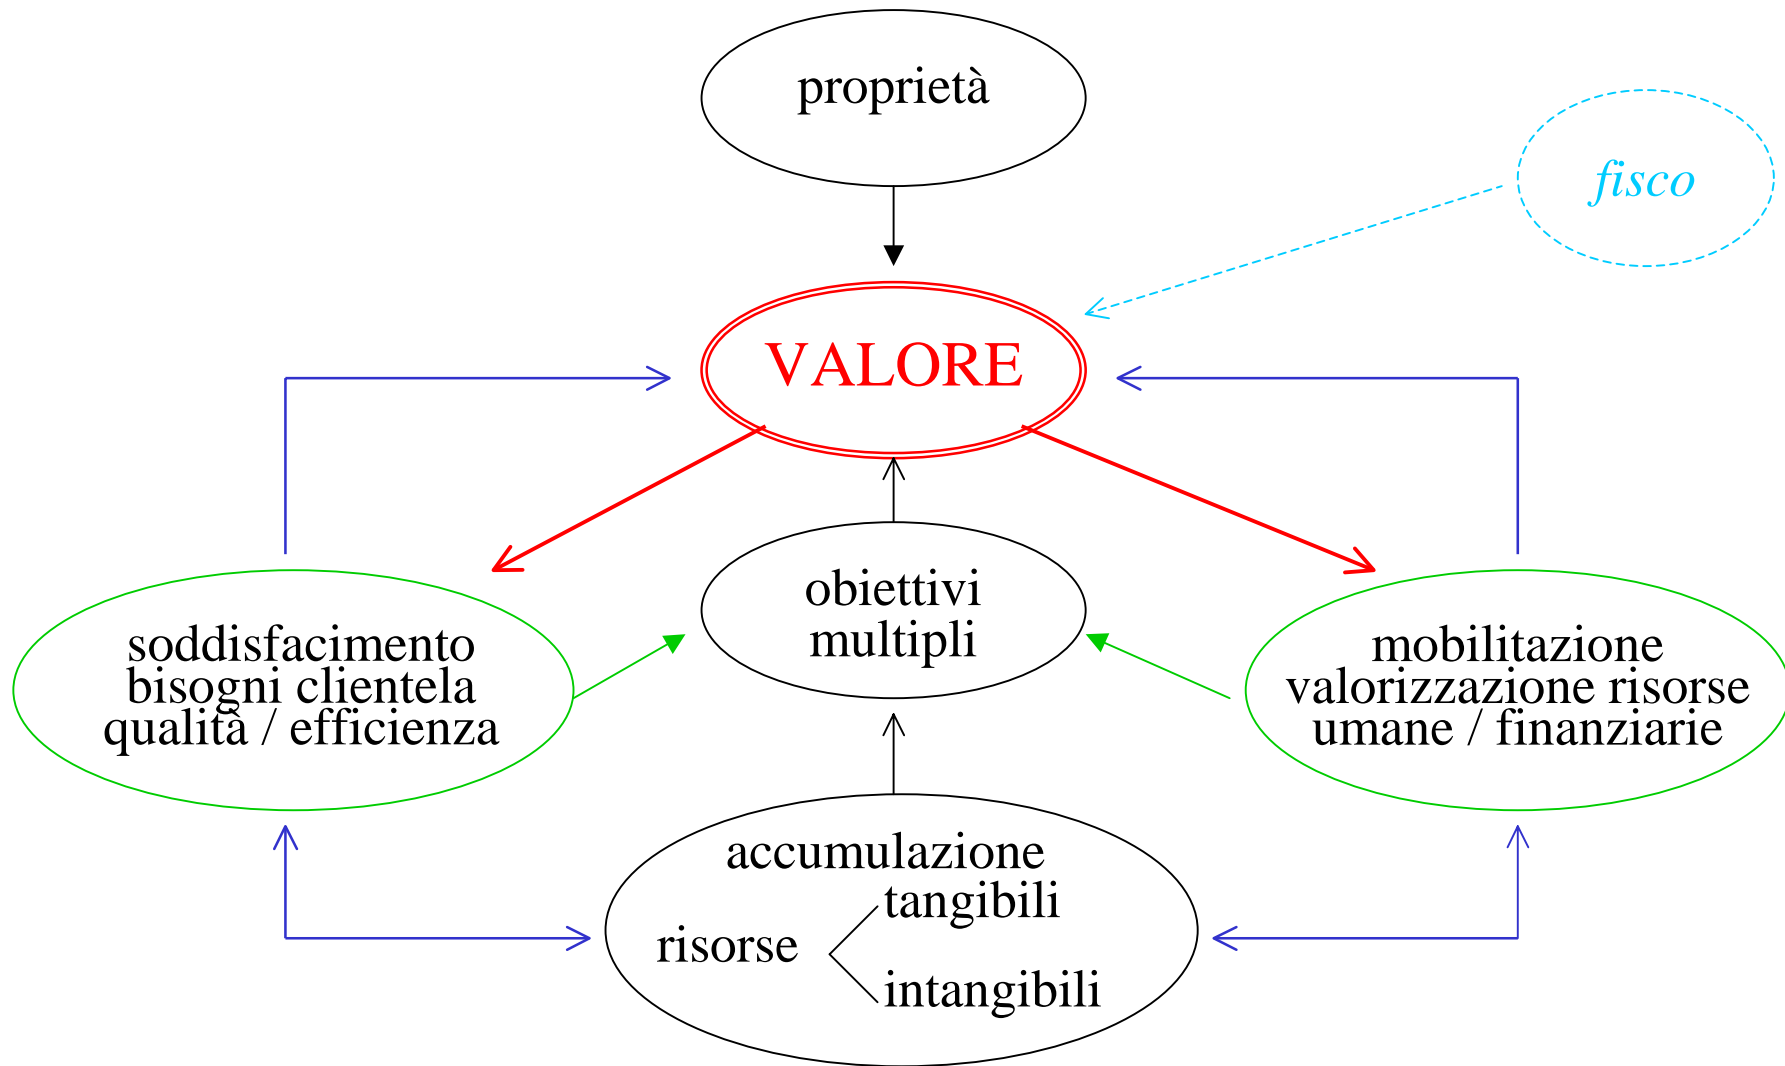 proprietà
fisco
VALORE
obiettivi
multipli
soddisfacimento
bisogni clientela
qualità / efficienza
mobilitazione
valorizzazione risorse
umane / finanziarie
accumulazione
tangibili
risorse
intangibili